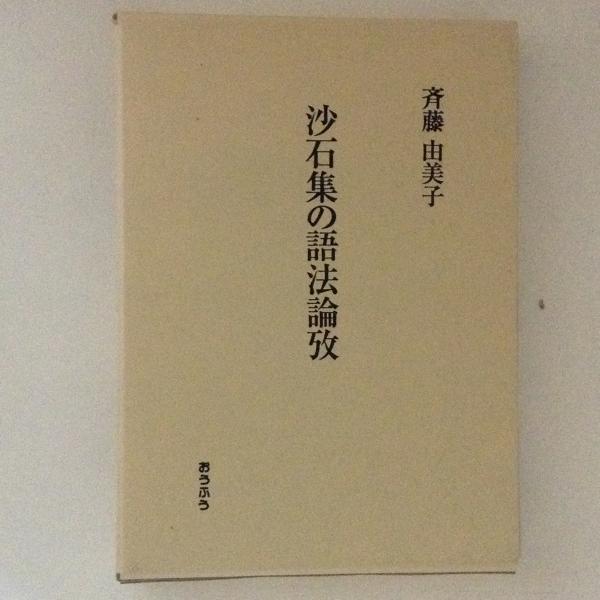 斉藤 由美子
沙石集の語法論攷
おうふう